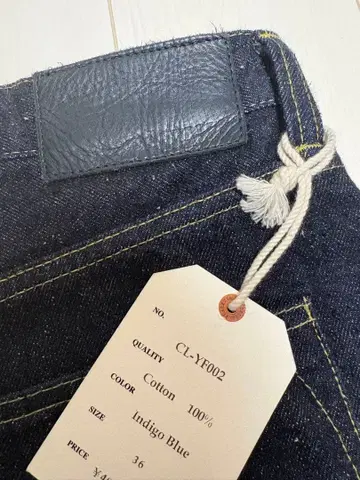 NO. CL-YF002
QUALITY Cotton 100%
COLOR Indigo Blue
SIZE 36
PRICE